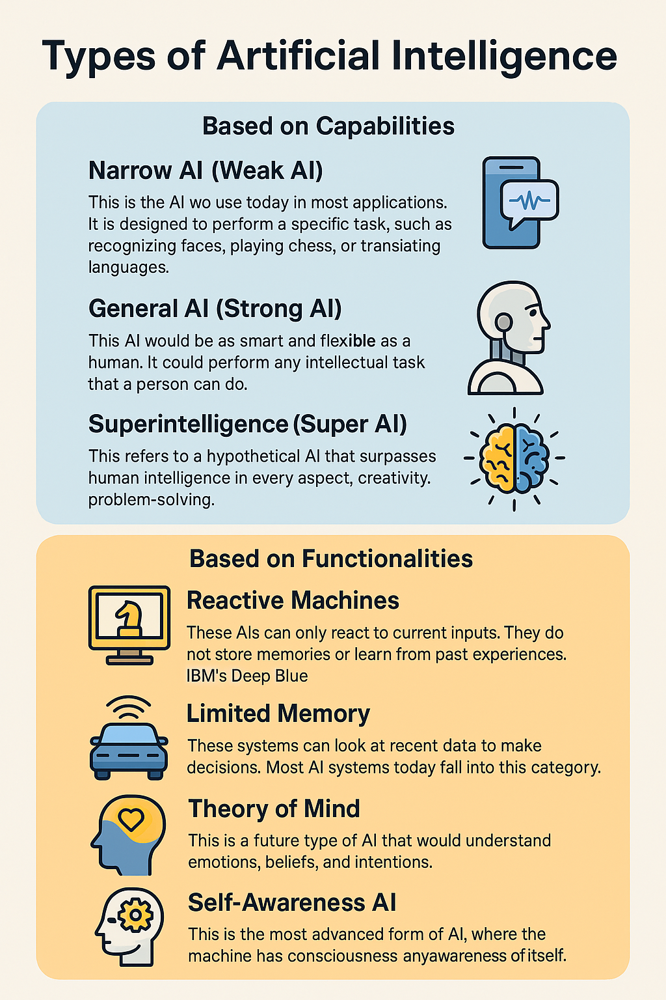 Types of Artificial Intelligence
Based on Capabilities
Narrow AI (Weak AI)
This is the AI wo use today in most applications.
It is designed to perform a specific task, such as
recognizing faces, playing chess, or transiating
languages.
General AI (Strong AI)
This AI would be as smart and flexible as a
human. It could perform any intellectual task
that a person can do.
Superintelligence (Super AI)
This refers to a hypothetical AI that surpasses
human intelligence in every aspect, creativity.
problem-solving.
Based on Functionalities
Reactive Machines
These AIs can only react to current inputs. They do
not store memories or learn from past experiences.
IBM's Deep Blue
Limited Memory
These systems can look at recent data to make
decisions. Most AI systems today fall into this category.
Theory of Mind
This is a future type of AI that would understand
emotions, beliefs, and intentions.
Self-Awareness AI
This is the most advanced form of AI, where the
machine has consciousness anyawareness of itself.